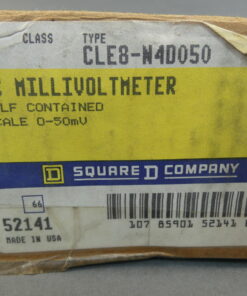 CLASS TYPE
CLE8-N4D050
MILLIVOLTMETER
LF CONTAINED
CALE 0-50mV
D SQUARE D COMPANY
66
52141
MADE IN USA
107 85901 52141